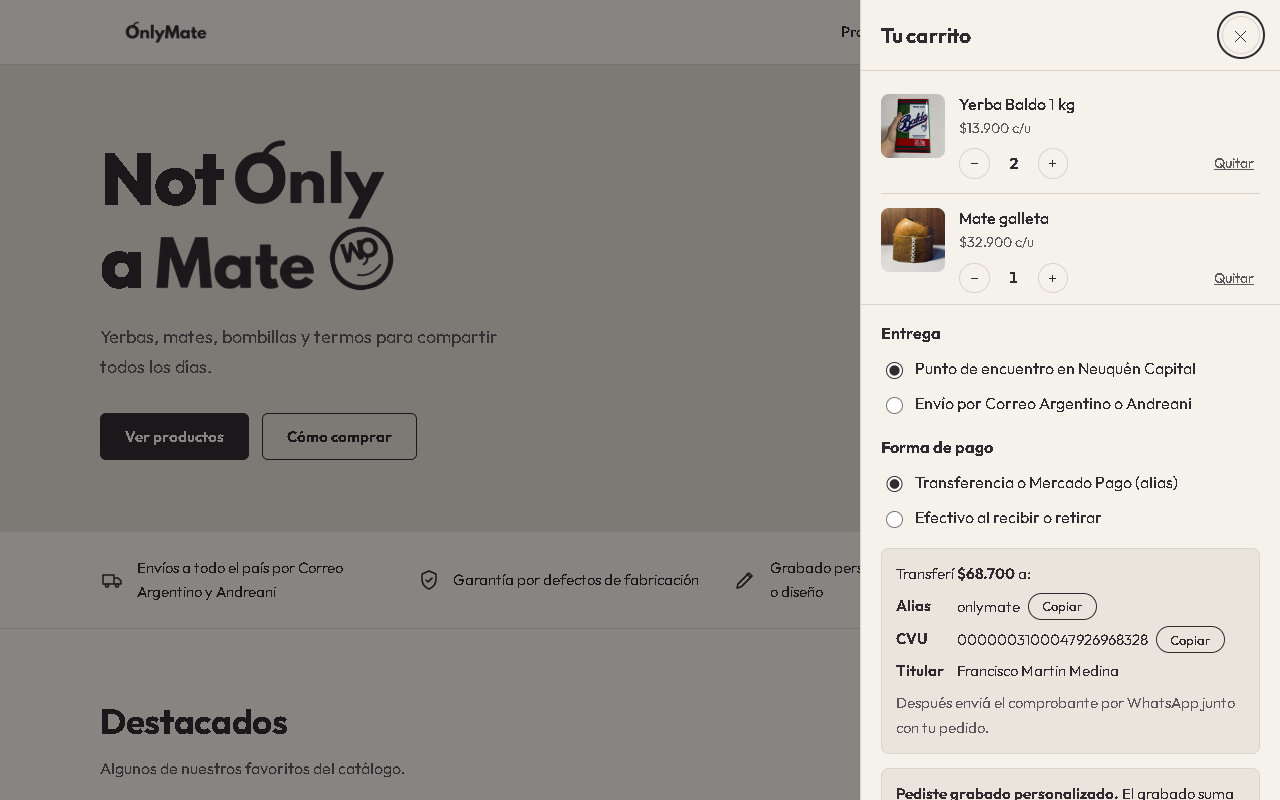 ÓnlyMate
Tu carrito
Not Ónly
a Mate
Yerbas, mates, bombillas y termos para compartir
todos los días.
Ver productos
Cómo comprar
Envíos a todo el país por Correo
Argentino y Andreani
Garantía por defectos de fabricación
o diseño
Destacados
Algunos de nuestros favoritos del catálogo.
Baldo
Yerba Baldo 1 kg
$13.900 c/u
− 2 +
Quitar
Mate galleta
$32.900 c/u
− 1 +
Quitar
Entrega
Punto de encuentro en Neuquén Capital
Envío por Correo Argentino o Andreani
Forma de pago
Transferencia o Mercado Pago (alias)
Efectivo al recibir o retirar
Transferí $68.700 a:
Alias onlymate Copiar
CVU 0000003100047926968328 Copiar
Titular Francisco Martín Medina
Después enviá el comprobante por WhatsApp junto
con tu pedido.
Pediste grabado personalizado. El grabado suma